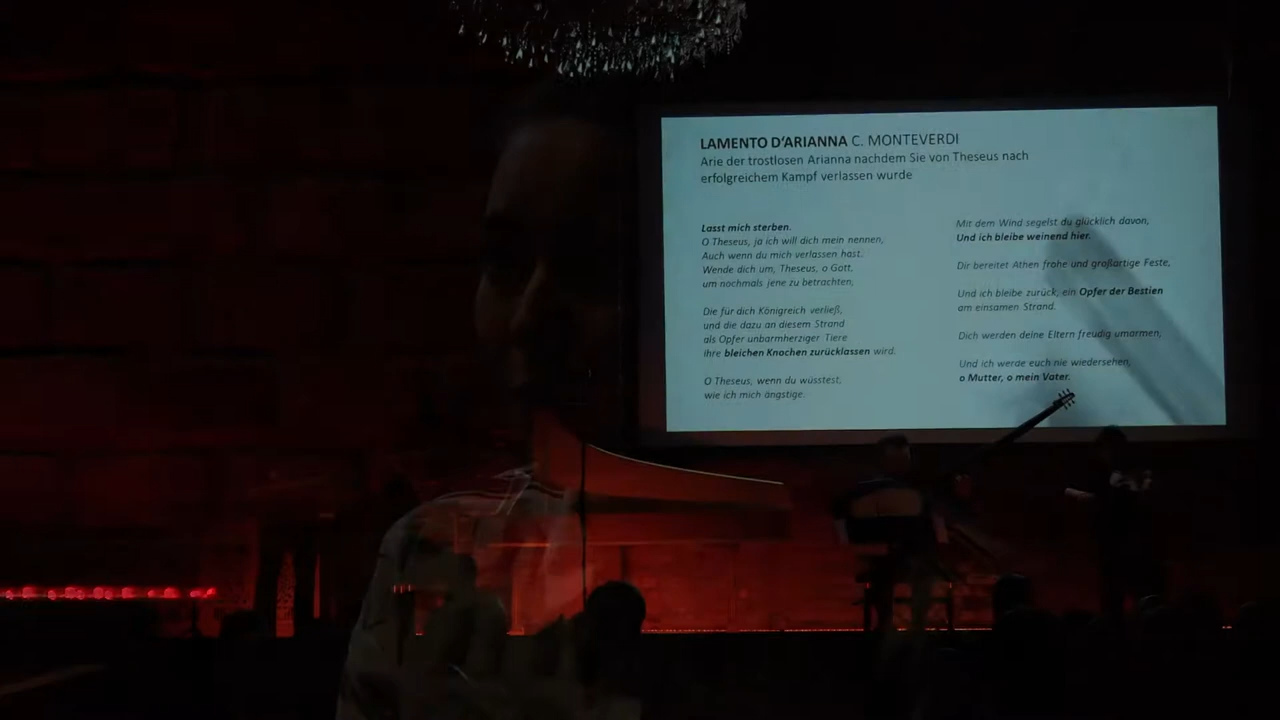 LAMENTO D'ARIANNA C. MONTEVERDI
Arie der trostlosen Arianna nachdem Sie von Theseus nach
erfolgreichem Kampf verlassen wurde
Lasst mich sterben.
O Theseus, ja ich will dich mein nennen,
Auch wenn du mich verlassen hast.
Wende dich um, Theseus, o Gott,
um nochmals jene zu betrachten,
Die für dich Königreich verließ,
und die dazu an diesem Strand
als Opfer unbarmherziger Tiere
ihre bleichen Knochen zurücklassen wird.
O Theseus, wenn du wüsstest,
wie ich mich ängstige.
Mit dem Wind segelst du glücklich davon,
Und ich bleibe weinend hier.
Dir bereitet Athen frohe und großartige Feste,
Und ich bleibe zurück, ein Opfer der Bestien
am einsamen Strand.
Dich werden deine Eltern freudig umarmen,
Und ich werde euch nie wiedersehen,
o Mutter, o mein Vater.